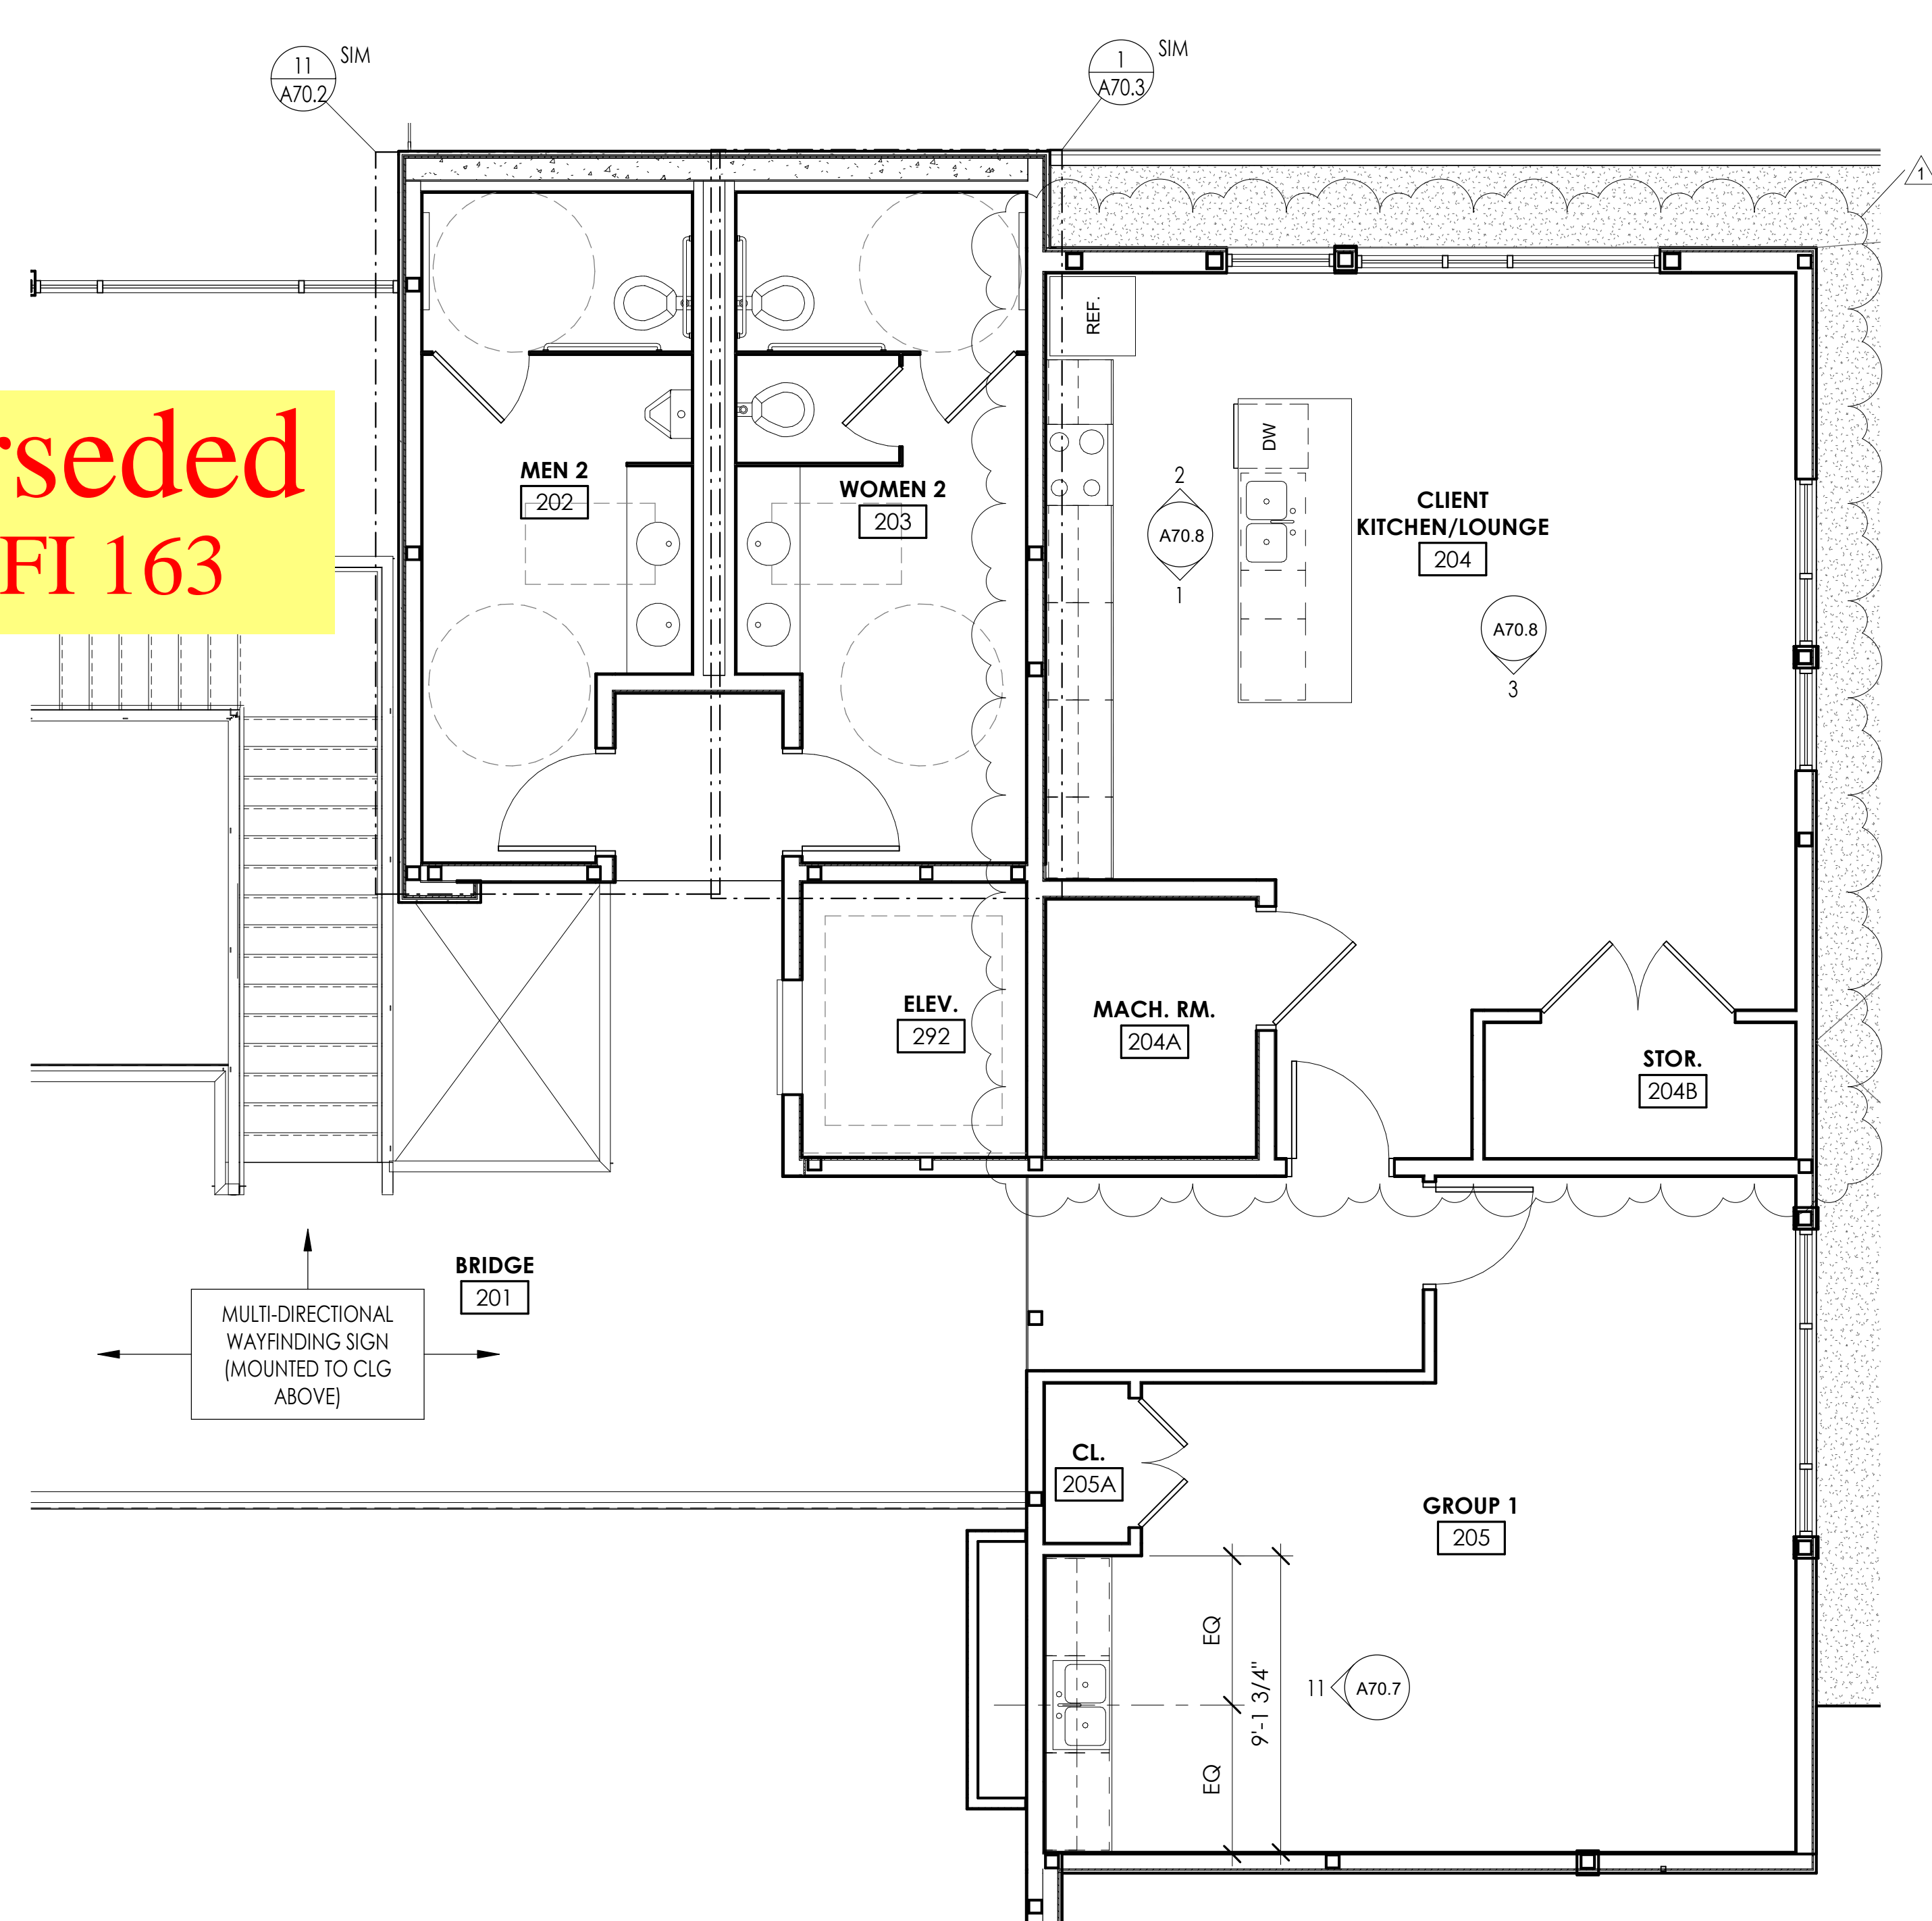 11
A70.2
SIM
1
A70.3
SIM
1
rseded
FI 163
REF.
DW
MEN 2
202
WOMEN 2
203
2
A70.8
1
CLIENT
KITCHEN/LOUNGE
204
A70.8
3
ELEV.
292
MACH. RM.
204A
STOR.
204B
BRIDGE
201
MULTI-DIRECTIONAL
WAYFINDING SIGN
(MOUNTED TO CLG
ABOVE)
CL.
205A
GROUP 1
205
EQ
EQ
9'-1 3/4"
11
A70.7